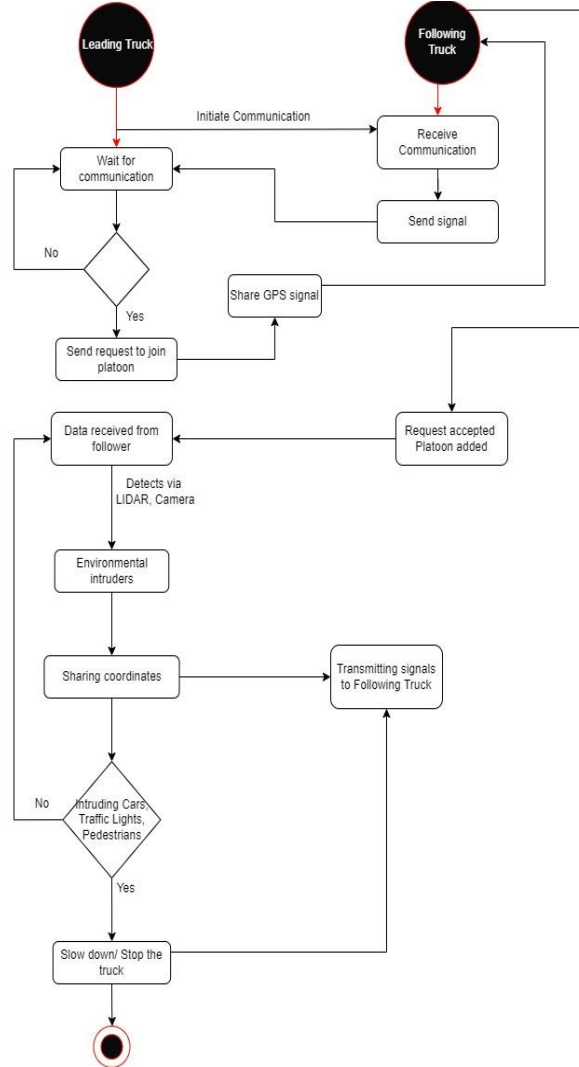 Leading Truck
Following
Truck
Initiate Communication
Receive
Communication
Wait for
communication
Send signal
No
Share GPS signal
Yes
Send request to join
platoon
Data received from
follower
Request accepted
Platoon added
Detects via
LIDAR, Camera
Environmental
intruders
Sharing coordinates
Transmitting signals
to Following Truck
No
Intruding Cars,
Traffic Lights,
Pedestrians
Yes
Slow down/ Stop the
truck